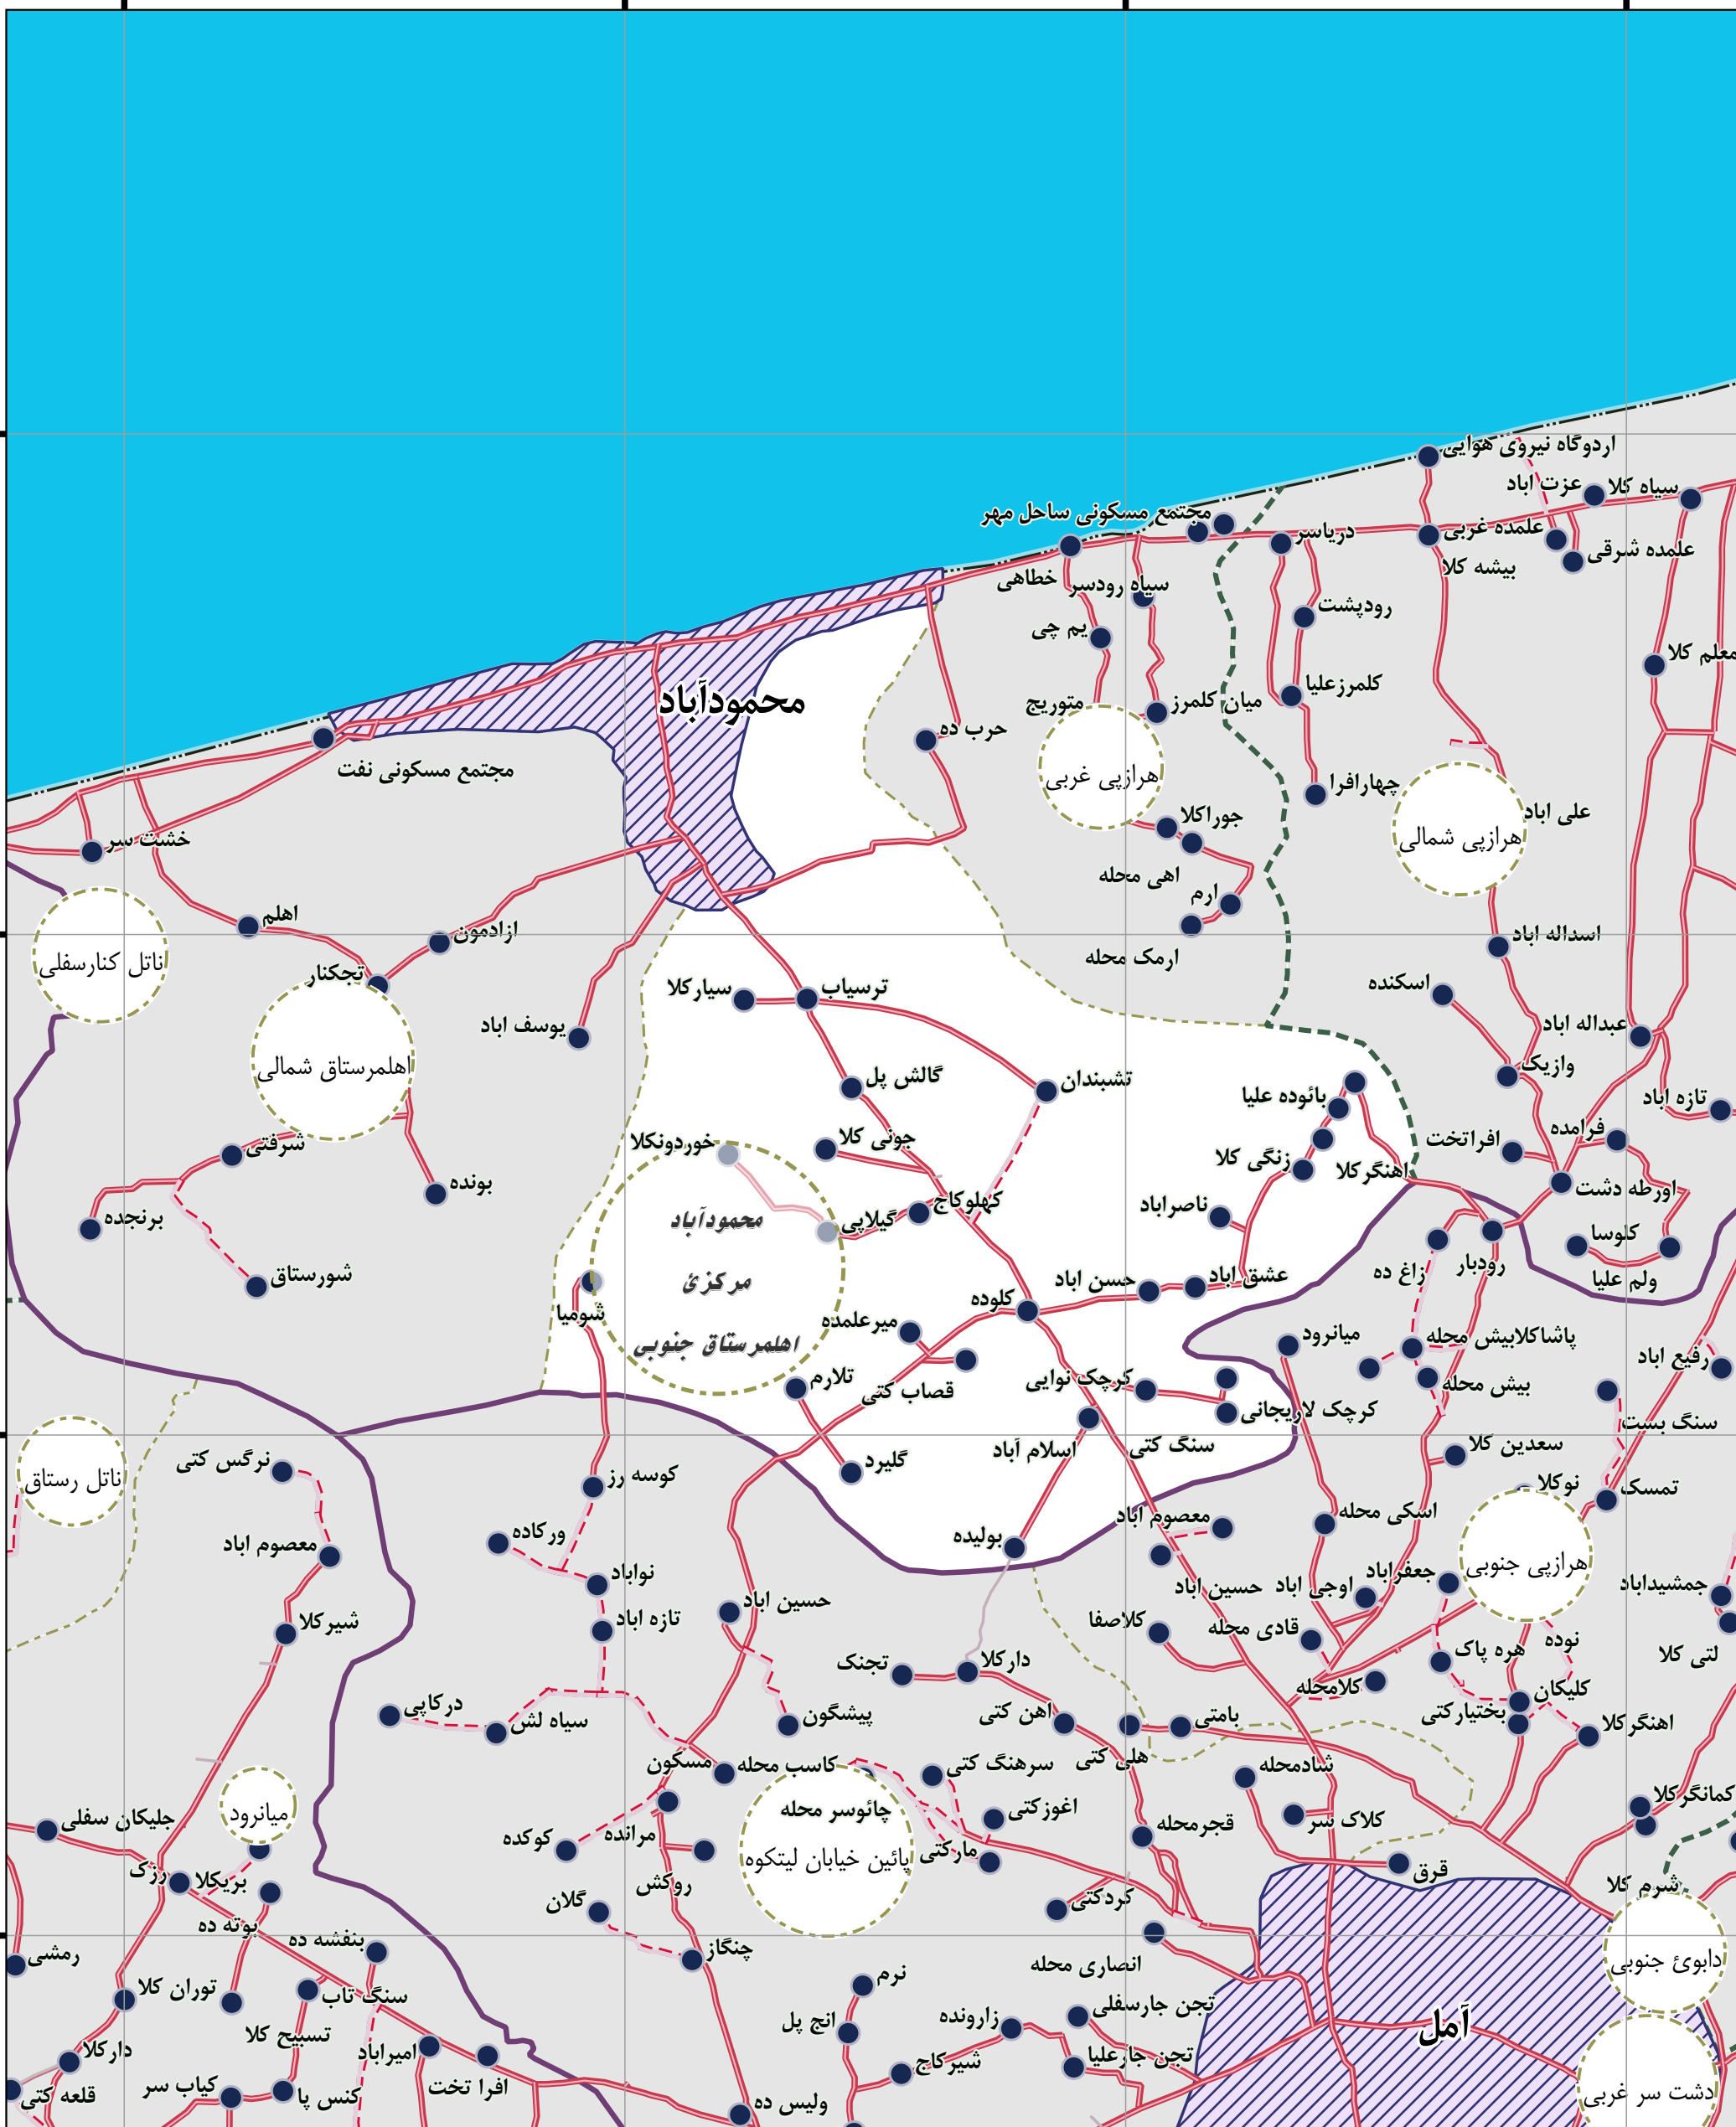 اردوگاه نیروی هوایی
عزت اباد
سیاه کلا
مجتمع مسکونی ساحل مهر
دریاسر
علمده غربی
علمده شرقی
بیشه کلا
خطاهی
سیاه رودسر
رودپشت
یم چی
معلم کلا
کلمرزعلیا
متوریج
میان کلمرز
محمودآباد
حرب ده
هرازپی غربی
مجتمع مسکونی نفت
چهارافرا
علی اباد
جوراکلا
هرازپی شمالی
خشت سر
اهی محله
ارم
اهلم
ازادمون
اسداله اباد
ارمک محله
ناتل کنارسفلی
تجکنار
اسکنده
سیارکلا
ترسیاب
یوسف اباد
عبداله اباد
اهلمرستاق شمالی
وازیک
گالش پل
تشبندان
بائوده علیا
تازه اباد
شرفتی
خوردونکلا
جونی کلا
زنگی کلا
اهنگرکلا
افراتخت
فرامده
بونده
اورطه دشت
کهلوکاج
ناصراباد
برنجده
محمودآباد
گیلاپی
کلوسا
شورستاق
مرکزئ
حسن اباد
عشق اباد
زاغ ده
رودبار
ولم علیا
شومیا
کلوده
میرعلمده
میانرود
پاشاکلابیش محله
اهلمرستاق جنوبی
رفیع اباد
تلارم
قصاب کتی
کرچک نوایی
بیش محله
کرچک لاریجانی
سنگ بست
اسلام آباد
سنگ کتی
سعدین کلا
نرگس کتی
گلیرد
کوسه رز
ناتل رستاق
نوکلا
تمسک
معصوم اباد
ورکاده
بولیده
معصوم اباد
اسکی محله
هرازپی جنوبی
نواباد
حسین اباد
حسین اباد
اوجی اباد
جعفراباد
جمشیداباد
شیرکلا
تازه اباد
کلاصفا
قادی محله
هره پاک
نوده
لتی کلا
تجنک
دارکلا
کلامحله
کلیکان
درکاپی
سیاه لش
پیشگون
اهن کتی
بامتی
بختیارکتی
اهنگرکلا
هلی کتی
مسکون
کاسب محله
سرهنگ کتی
شادمحله
کمانگرکلا
میانرود
جلیکان سفلی
چائوسر محله
اغوزکتی
قجرمحله
کلاک سر
کوکده
مرانده
پائین خیابان لیتکوه
مارکتی
قرق
رزک
بریکلا
روکش
شرم کلا
کردکتی
گلان
بوته ده
بنفشه ده
چنگاز
رمشی
انصاری محله
دابوئ جنوبی
نرم
توران کلا
سنگ تاب
تجن جارسفلی
زارونده
انج پل
آمل
تسبیح کلا
امیراباد
دارکلا
شیرکاج
تجن جارعلیا
افرا تخت
کیاب سر
قلعه کتی
کنس پا
ولیس ده
دشت سر غربی